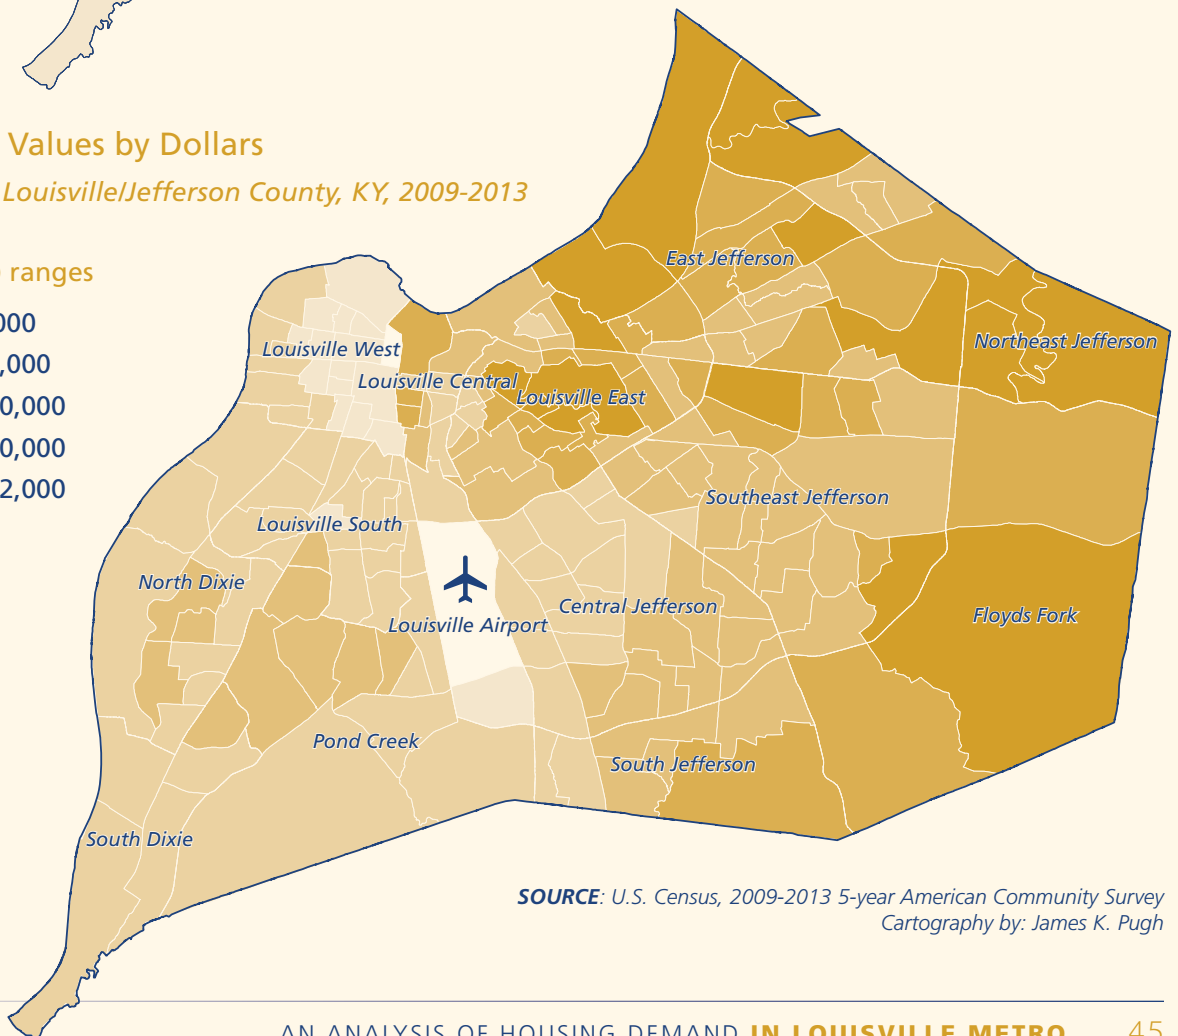 Values by Dollars
Louisville/Jefferson County, KY, 2009-2013
ranges
000
,000
0,000
0,000
2,000
East Jefferson
Northeast Jefferson
Louisville West
Louisville Central
Louisville East
Southeast Jefferson
Louisville South
North Dixie
Central Jefferson
Floyds Fork
Louisville Airport
Pond Creek
South Jefferson
South Dixie
SOURCE: U.S. Census, 2009-2013 5-year American Community Survey
Cartography by: James K. Pugh
AN ANALYSIS OF HOUSING DEMAND IN LOUISVILLE METRO 45